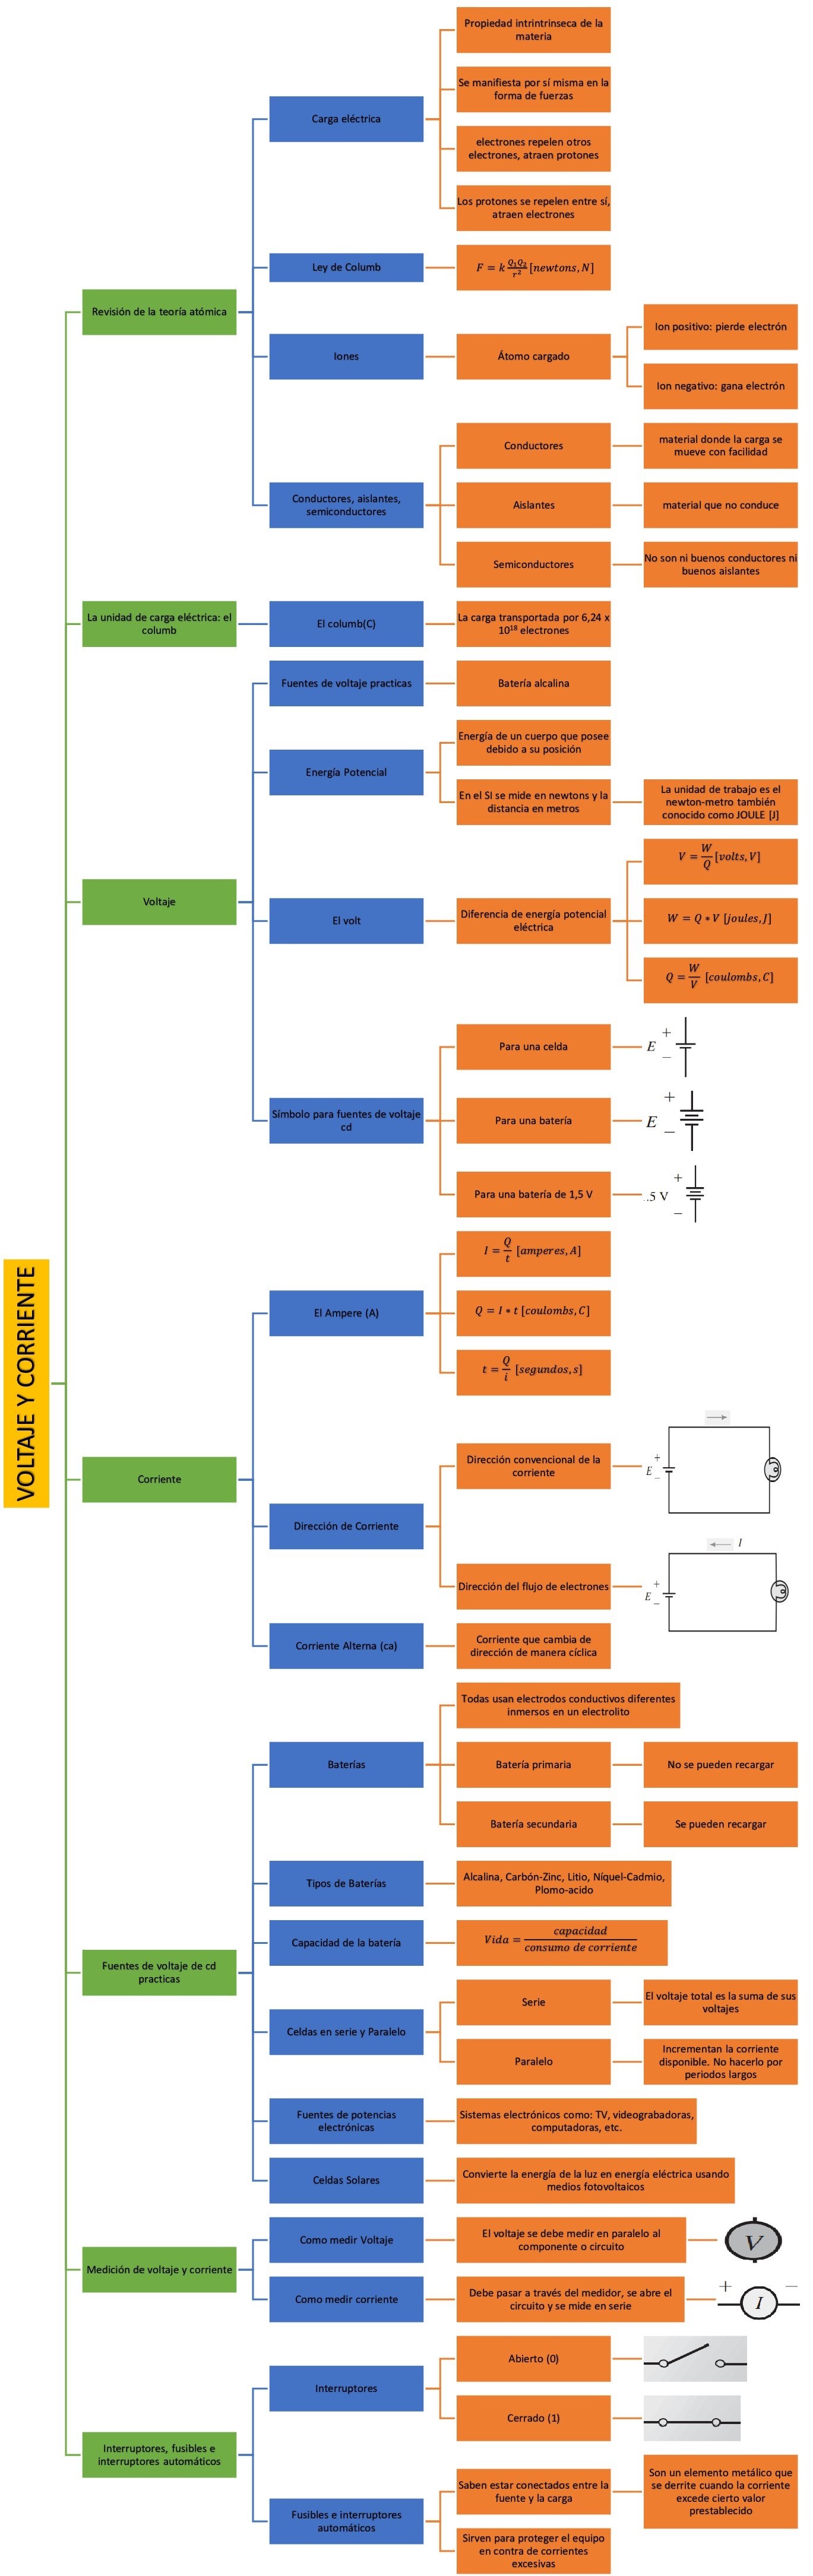 VOLTAJE Y CORRIENTE
Revisión de la teoría atómica
Carga eléctrica
Propiedad intrintrinseca de la
materia
Se manifiesta por sí misma en la
forma de fuerzas
electrones repelen otros
electrones, atraen protones
Los protones se repelen entre sí,
atraen electrones
Ley de Columb
F = k Q₁Q₂/r² [newtons, N]
Iones
Átomo cargado
Ion positivo: pierde electrón
Ion negativo: gana electrón
Conductores, aislantes,
semiconductores
Conductores
material donde la carga se
mueve con facilidad
Aislantes
material que no conduce
Semiconductores
No son ni buenos conductores ni
buenos aislantes
La unidad de carga eléctrica: el
columb
El columb(C)
La carga transportada por 6,24 x
10¹⁸ electrones
Voltaje
Fuentes de voltaje practicas
Batería alcalina
Energía Potencial
Energía de un cuerpo que posee
debido a su posición
En el SI se mide en newtons y la
distancia en metros
La unidad de trabajo es el
newton-metro también
conocido como JOULE [J]
El volt
Diferencia de energía potencial
eléctrica
V = W/Q [volts, V]
W = Q * V [joules, J]
Q = W/V [coulombs, C]
Símbolo para fuentes de voltaje
cd
Para una celda
+
E
−
Para una batería
+
E
−
Para una batería de 1,5 V
+
.5 V
−
Corriente
El Ampere (A)
I = Q/t [amperes, A]
Q = I * t [coulombs, C]
t = Q/i [segundos, s]
Dirección de Corriente
Dirección convencional de la
corriente
+
E
−
Dirección del flujo de electrones
I
+
E
−
Corriente Alterna (ca)
Corriente que cambia de
dirección de manera cíclica
Fuentes de voltaje de cd
practicas
Baterías
Todas usan electrodos conductivos diferentes
inmersos en un electrolito
Batería primaria
No se pueden recargar
Batería secundaria
Se pueden recargar
Tipos de Baterías
Alcalina, Carbón-Zinc, Litio, Níquel-Cadmio,
Plomo-acido
Capacidad de la batería
Vida = capacidad/consumo de corriente
Celdas en serie y Paralelo
Serie
El voltaje total es la suma de sus
voltajes
Paralelo
Incrementan la corriente
disponible. No hacerlo por
periodos largos
Fuentes de potencias
electrónicas
Sistemas electrónicos como: TV, videograbadoras,
computadoras, etc.
Celdas Solares
Convierte la energía de la luz en energía eléctrica usando
medios fotovoltaicos
Medición de voltaje y corriente
Como medir Voltaje
El voltaje se debe medir en paralelo al
componente o circuito
V
Como medir corriente
Debe pasar a través del medidor, se abre el
circuito y se mide en serie
+ I −
Interruptores, fusibles e
interruptores automáticos
Interruptores
Abierto (0)
Cerrado (1)
Fusibles e interruptores
automáticos
Saben estar conectados entre la
fuente y la carga
Son un elemento metálico que
se derrite cuando la corriente
excede cierto valor
prestablecido
Sirven para proteger el equipo
en contra de corrientes
excesivas